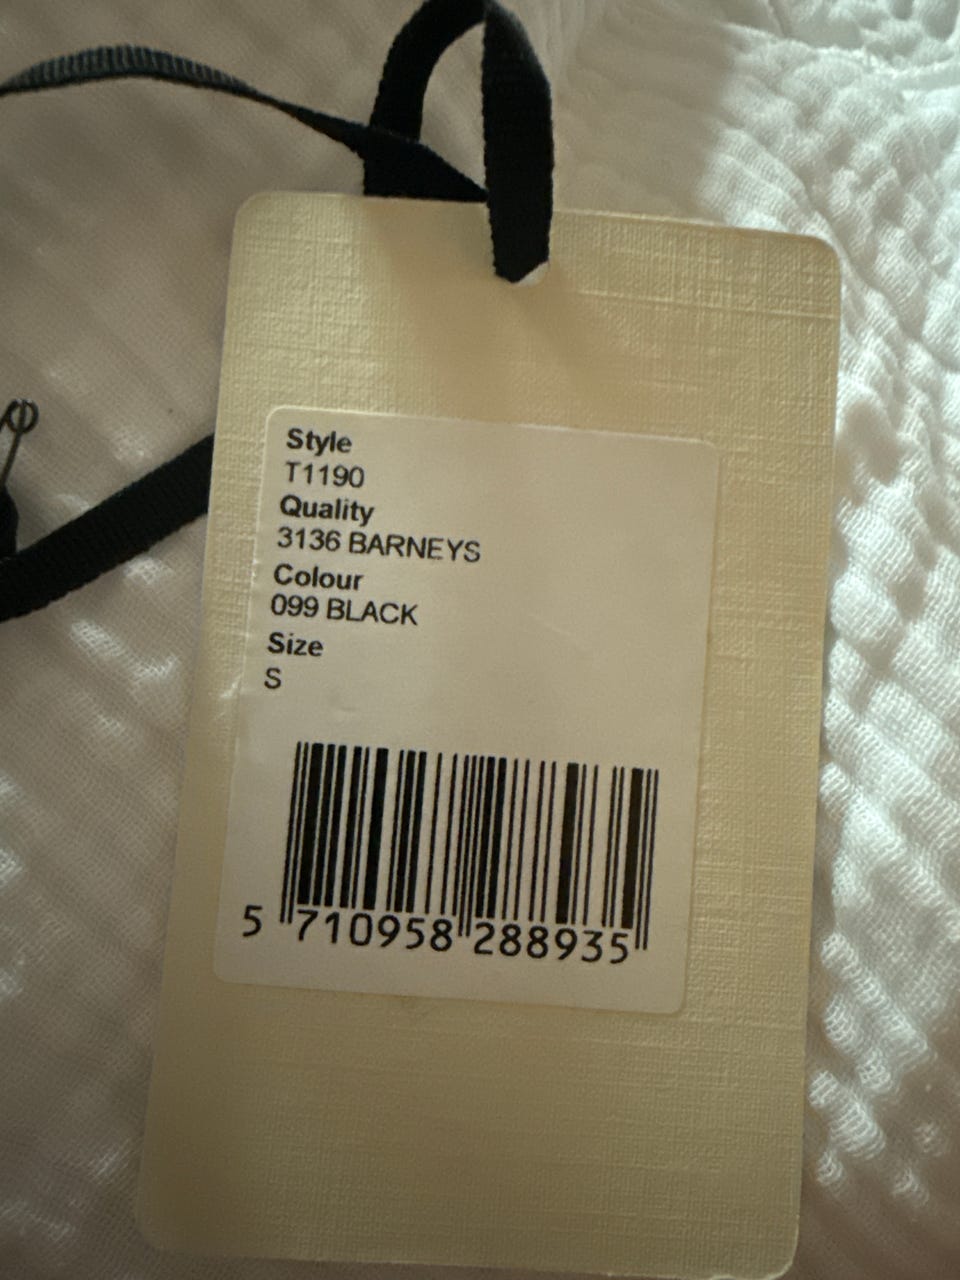 Style
T1190
Quality
3136 BARNEYS
Colour
099 BLACK
Size
S
5 710958 288935